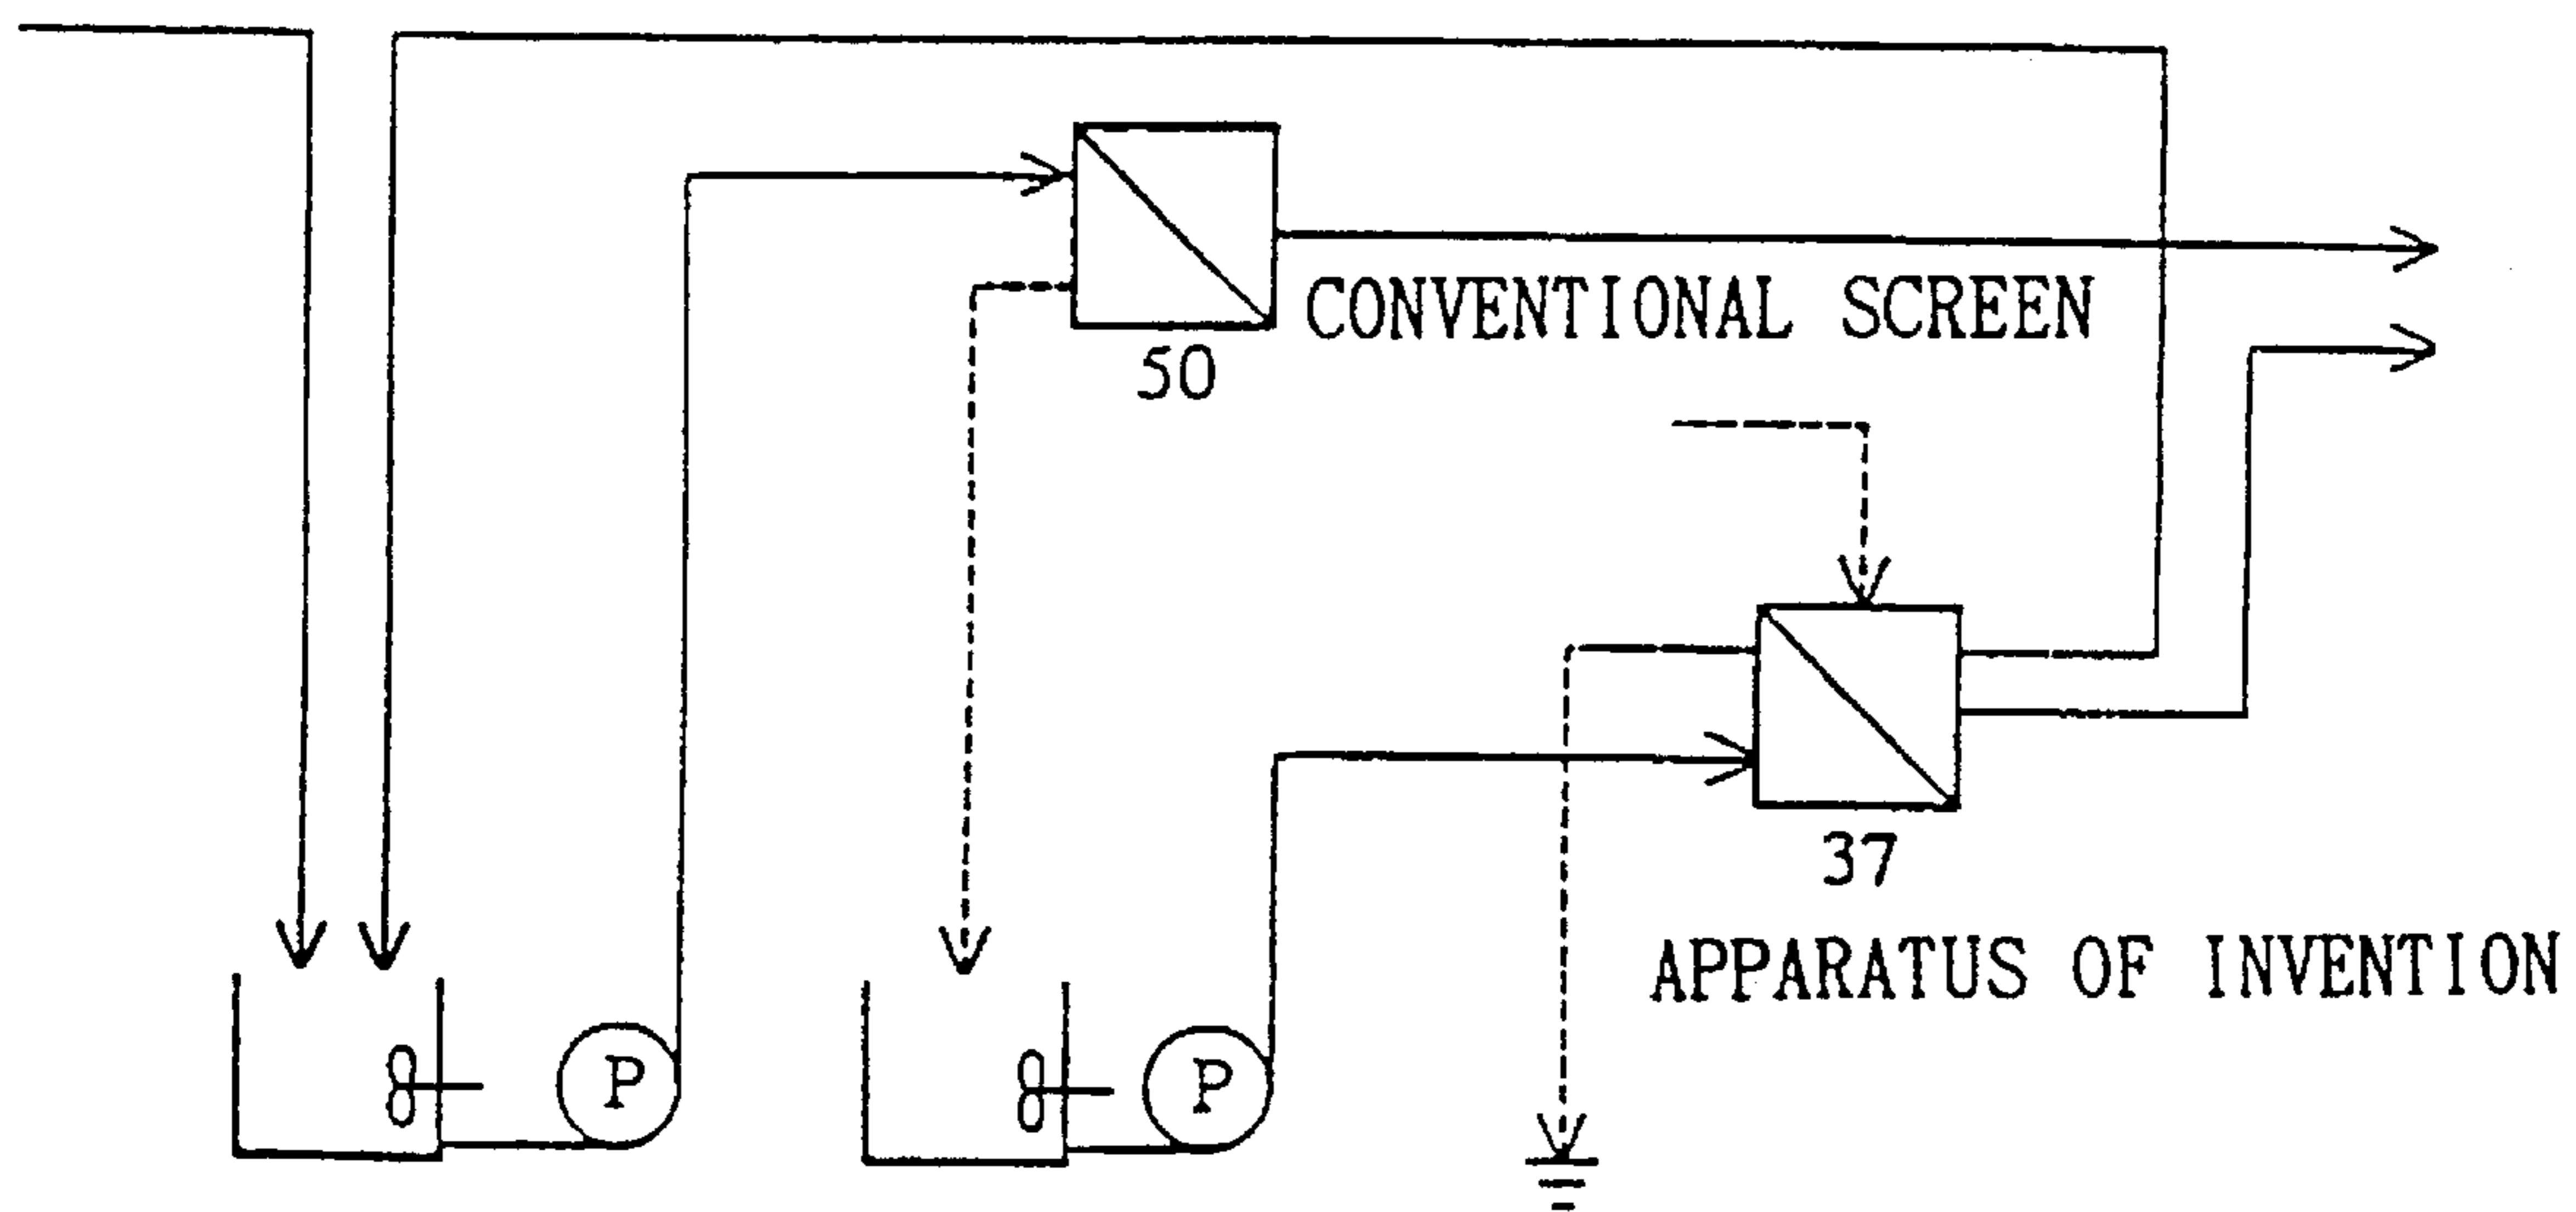 CONVENTIONAL SCREEN
50
37
APPARATUS OF INVENTION
P
P